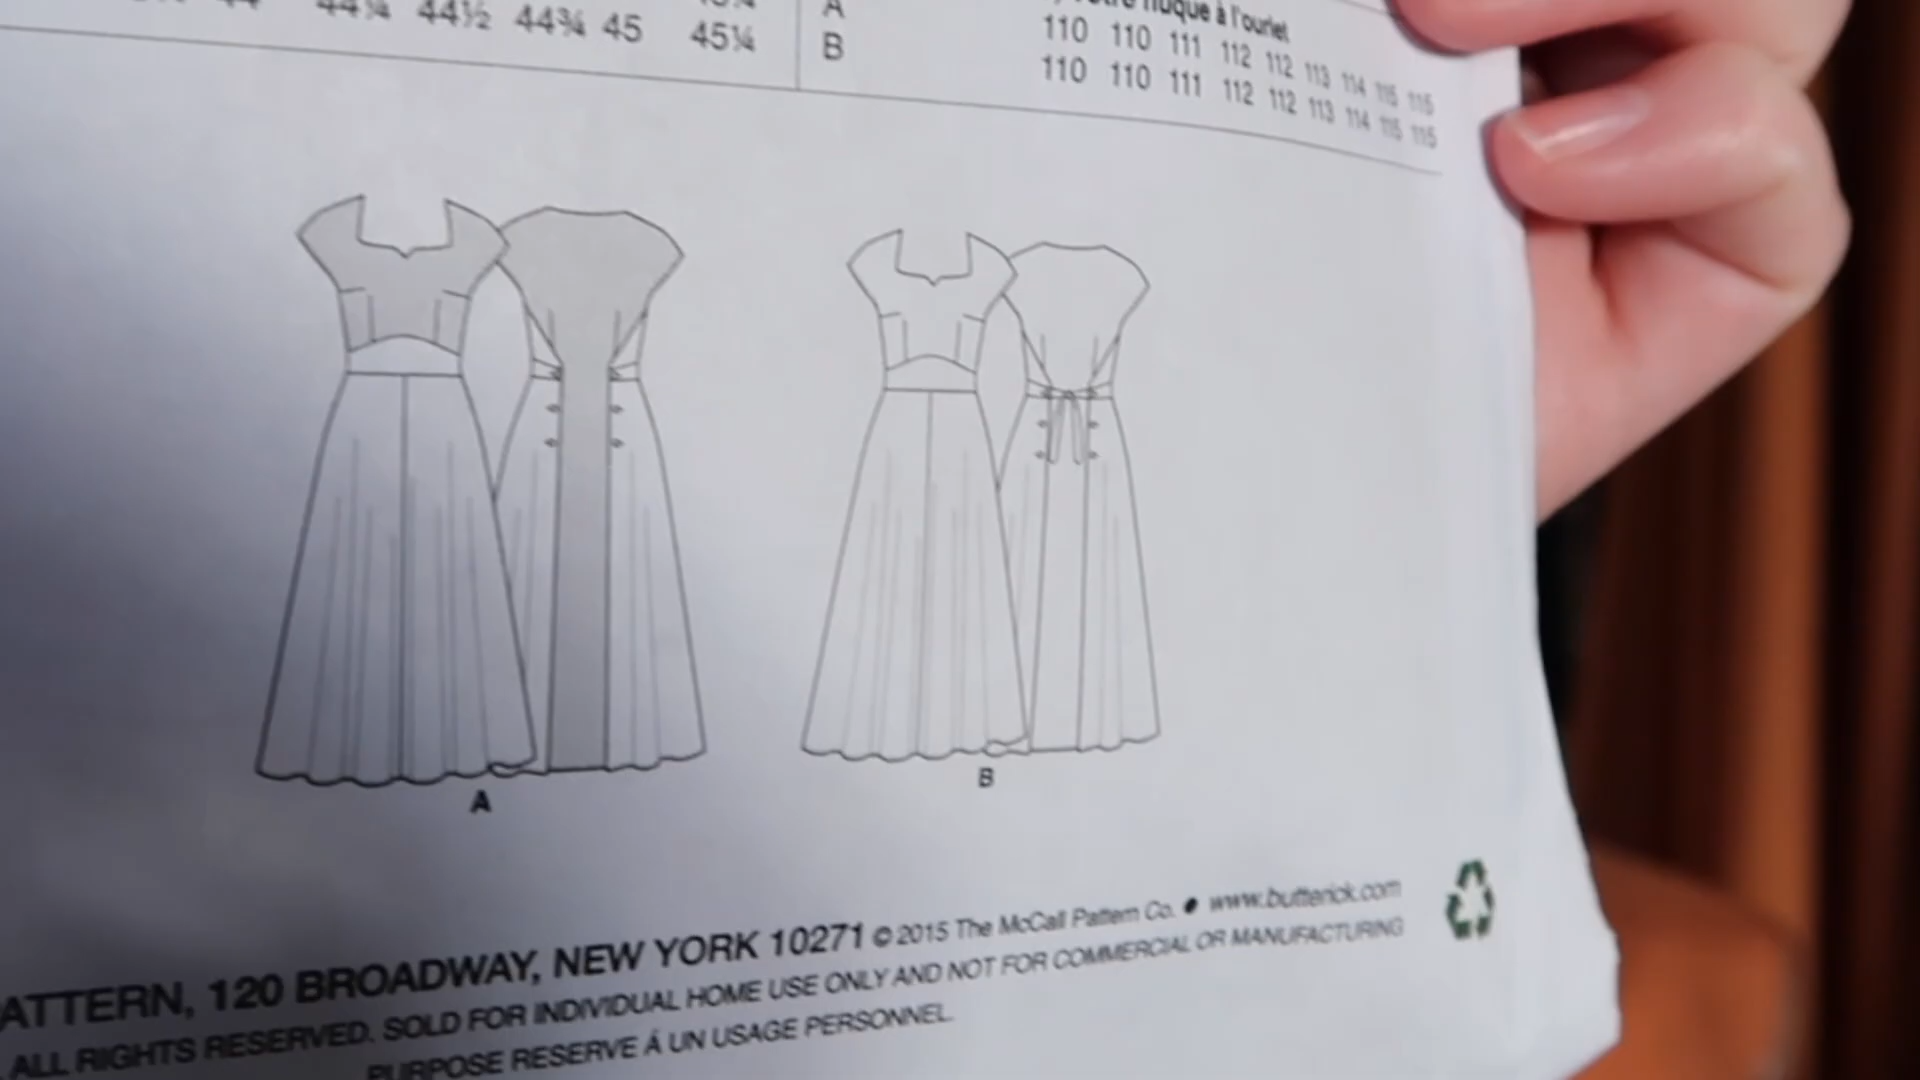 44 44¼ 44½ 44¾ 45 45¼
A
B
nuque à l'ourlet
110 110 111 112 112 113 114 115 115
110 110 111 112 112 113 114 115 115
A
B
ATTERN, 120 BROADWAY, NEW YORK 10271 © 2015 The McCall Pattern Co. ● www.butterick.com
ALL RIGHTS RESERVED. SOLD FOR INDIVIDUAL HOME USE ONLY AND NOT FOR COMMERCIAL OR MANUFACTURING
PURPOSE RESERVE Á UN USAGE PERSONNEL.